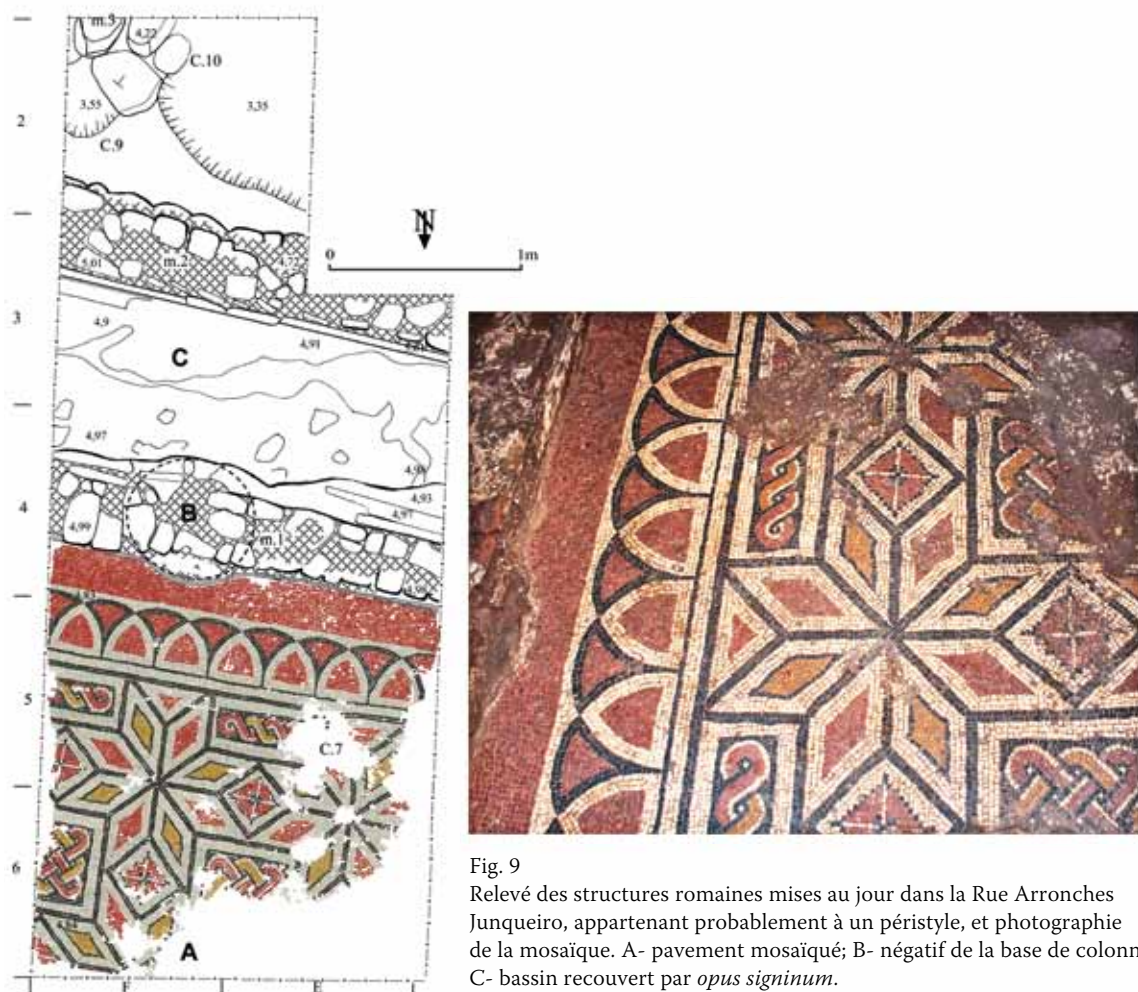 m.3
4,22
C.10
3,55
3,35
2
C.9
N
0 1m
m.2
5,01
4,72
3
4,9
4,91
C
4,97
4,93
4,97
4
B
4,99
m.1
5
C.7
6
A
Fig. 9
Relevé des structures romaines mises au jour dans la Rue Arronches
Junqueiro, appartenant probablement à un péristyle, et photographie
de la mosaïque. A- pavement mosaïqué; B- négatif de la base de colonn
C- bassin recouvert par opus signinum.